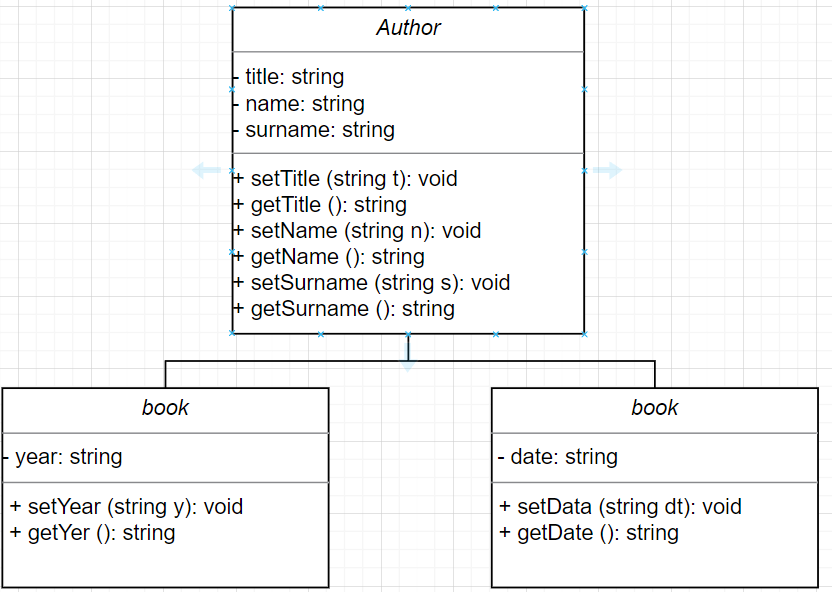 Author
- title: string
- name: string
- surname: string
+ setTitle (string t): void
+ getTitle (): string
+ setName (string n): void
+ getName (): string
+ setSurname (string s): void
+ getSurname (): string
book
- year: string
+ setYear (string y): void
+ getYer (): string
book
- date: string
+ setData (string dt): void
+ getDate (): string